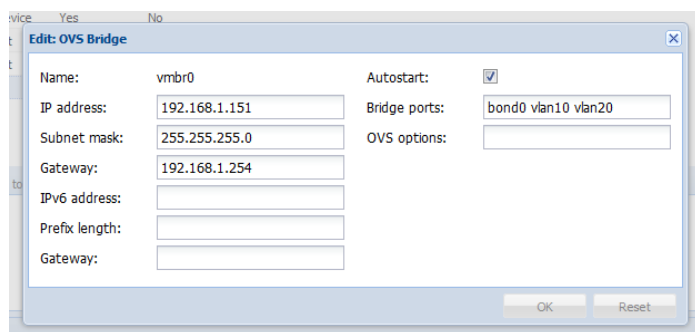 vice Yes No
Edit: OVS Bridge
Name: vmbr0 Autostart:
IP address: 192.168.1.151 Bridge ports: bond0 vlan10 vlan20
Subnet mask: 255.255.255.0 OVS options:
Gateway: 192.168.1.254
to
IPv6 address:
Prefix length:
Gateway:
OK Reset